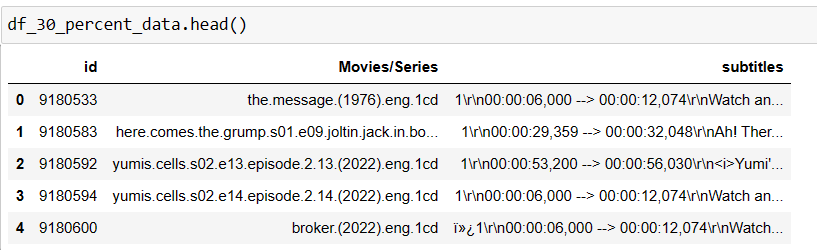 df_30_percent_data.head()
id Movies/Series subtitles
0 9180533 the.message.(1976).eng.1cd 1\r\n00:00:06,000 --> 00:00:12,074\r\nWatch an...
1 9180583 here.comes.the.grump.s01.e09.joltin.jack.in.bo... 1\r\n00:00:29,359 --> 00:00:32,048\r\nAh! Ther...
2 9180592 yumis.cells.s02.e13.episode.2.13.(2022).eng.1cd 1\r\n00:00:53,200 --> 00:00:56,030\r\n<i>Yumi'...
3 9180594 yumis.cells.s02.e14.episode.2.14.(2022).eng.1cd 1\r\n00:00:06,000 --> 00:00:12,074\r\nWatch an...
4 9180600 broker.(2022).eng.1cd ï»¿1\r\n00:00:06,000 --> 00:00:12,074\r\nWatch...